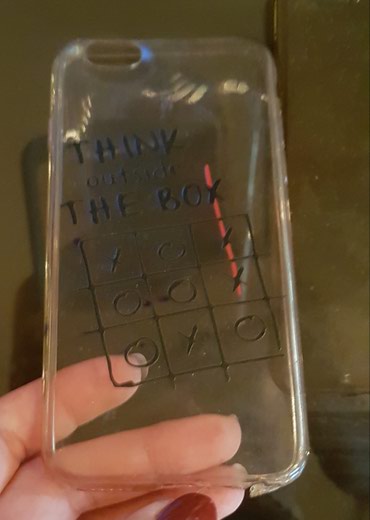 THINK
outside
THE BOX
X O X
O O X
O X O